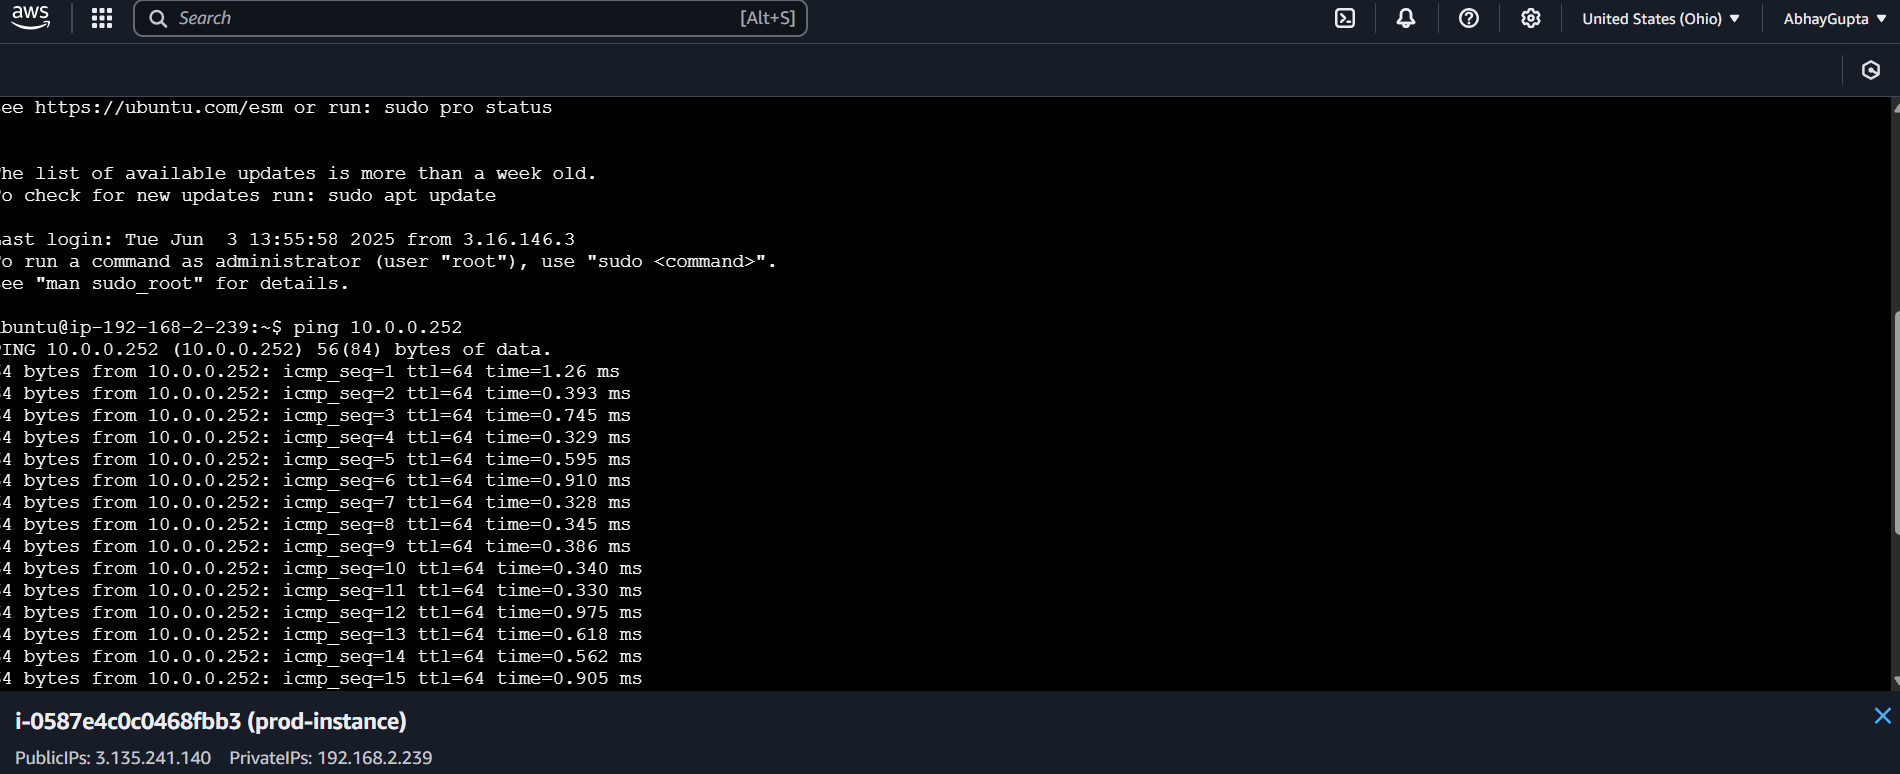 aws
Search [Alt+S] United States (Ohio) AbhayGupta
ee https://ubuntu.com/esm or run: sudo pro status
he list of available updates is more than a week old.
o check for new updates run: sudo apt update
ast login: Tue Jun  3 13:55:58 2025 from 3.16.146.3
o run a command as administrator (user "root"), use "sudo <command>".
ee "man sudo_root" for details.
buntu@ip-192-168-2-239:~$ ping 10.0.0.252
PING 10.0.0.252 (10.0.0.252) 56(84) bytes of data.
4 bytes from 10.0.0.252: icmp_seq=1 ttl=64 time=1.26 ms
4 bytes from 10.0.0.252: icmp_seq=2 ttl=64 time=0.393 ms
4 bytes from 10.0.0.252: icmp_seq=3 ttl=64 time=0.745 ms
4 bytes from 10.0.0.252: icmp_seq=4 ttl=64 time=0.329 ms
4 bytes from 10.0.0.252: icmp_seq=5 ttl=64 time=0.595 ms
4 bytes from 10.0.0.252: icmp_seq=6 ttl=64 time=0.910 ms
4 bytes from 10.0.0.252: icmp_seq=7 ttl=64 time=0.328 ms
4 bytes from 10.0.0.252: icmp_seq=8 ttl=64 time=0.345 ms
4 bytes from 10.0.0.252: icmp_seq=9 ttl=64 time=0.386 ms
4 bytes from 10.0.0.252: icmp_seq=10 ttl=64 time=0.340 ms
4 bytes from 10.0.0.252: icmp_seq=11 ttl=64 time=0.330 ms
4 bytes from 10.0.0.252: icmp_seq=12 ttl=64 time=0.975 ms
4 bytes from 10.0.0.252: icmp_seq=13 ttl=64 time=0.618 ms
4 bytes from 10.0.0.252: icmp_seq=14 ttl=64 time=0.562 ms
4 bytes from 10.0.0.252: icmp_seq=15 ttl=64 time=0.905 ms
i-0587e4c0c0468fbb3 (prod-instance)
PublicIPs: 3.135.241.140 PrivateIPs: 192.168.2.239